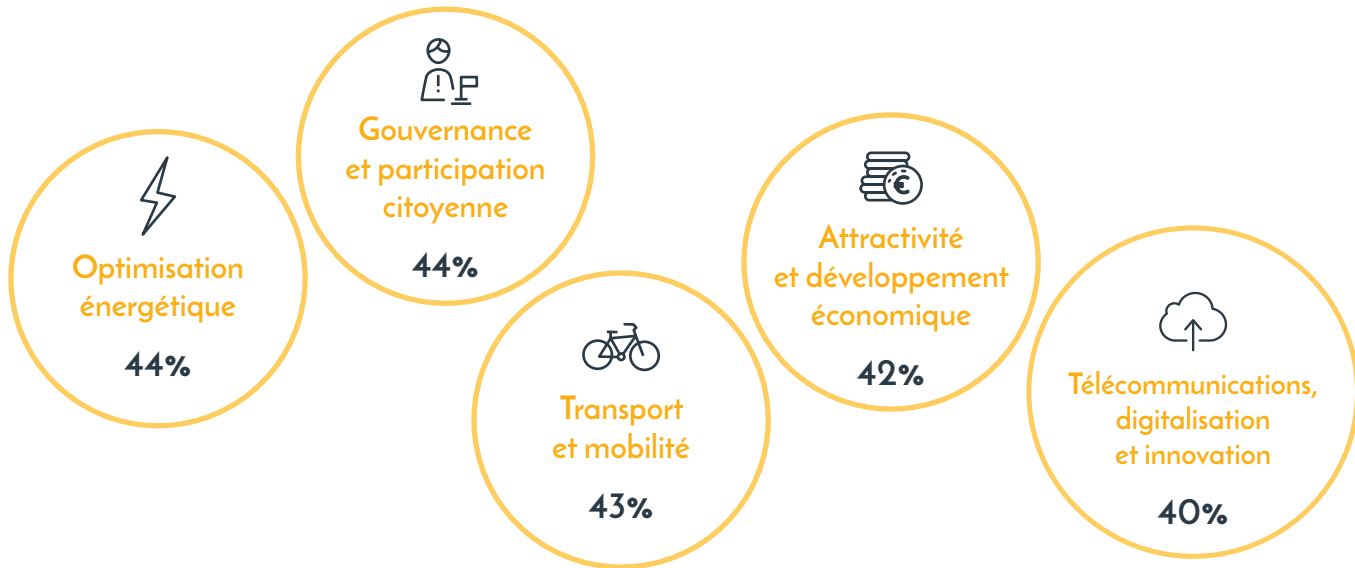 Optimisation
énergétique
44%
Gouvernance
et participation
citoyenne
44%
Transport
et mobilité
43%
Attractivité
et développement
économique
42%
Télécommunications,
digitalisation
et innovation
40%